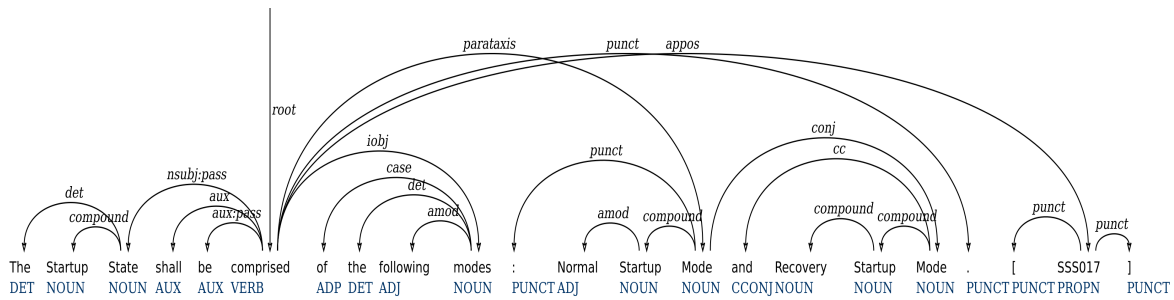 parataxis punct appos
root
conj
iobj punct cc
nsubj:pass case
det aux det
compound aux:pass amod amod compound compound compound punct punct
The Startup State shall be comprised of the following modes : Normal Startup Mode and Recovery Startup Mode . [ SSS017 ]
DET NOUN NOUN AUX AUX VERB ADP DET ADJ NOUN PUNCT ADJ NOUN NOUN CCONJ NOUN NOUN NOUN PUNCT PUNCT PROPN PUNCT